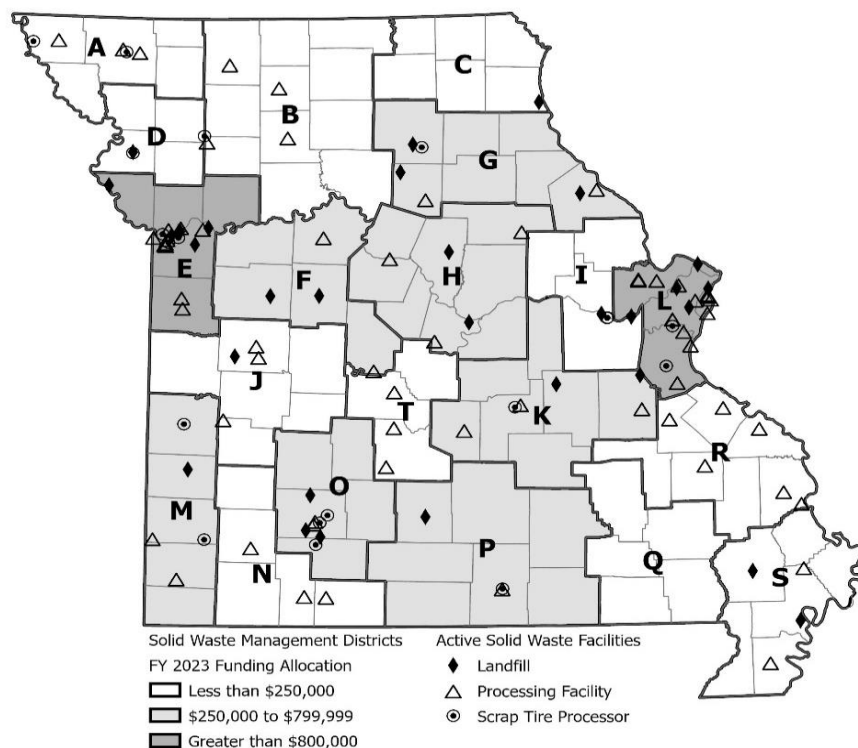 A
B
C
D
G
E
F
H
I
L
J
T
K
R
M
O
N
P
Q
S
Solid Waste Management Districts
FY 2023 Funding Allocation
Less than $250,000
$250,000 to $799,999
Greater than $800,000
Active Solid Waste Facilities
Landfill
Processing Facility
Scrap Tire Processor